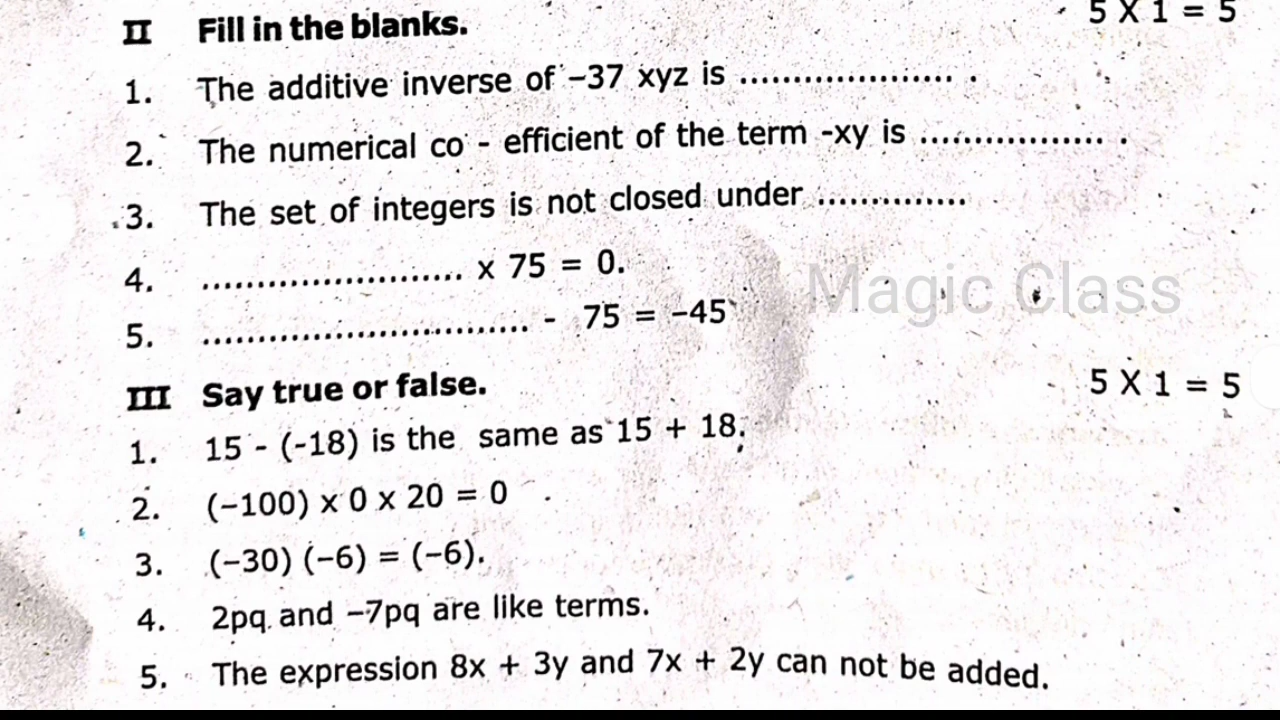 II Fill in the blanks. 5 X 1 = 5
1. The additive inverse of –37 xyz is ..................... .
2. The numerical co - efficient of the term -xy is .................. .
3. The set of integers is not closed under ...............
4. ......................... x 75 = 0.
5. ................................ - 75 = –45
Magic Class
III Say true or false. 5 X 1 = 5
1. 15 - (-18) is the same as 15 + 18.
2. (–100) x 0 x 20 = 0
3. (–30) (–6) = (–6).
4. 2pq and –7pq are like terms.
5. The expression 8x + 3y and 7x + 2y can not be added.